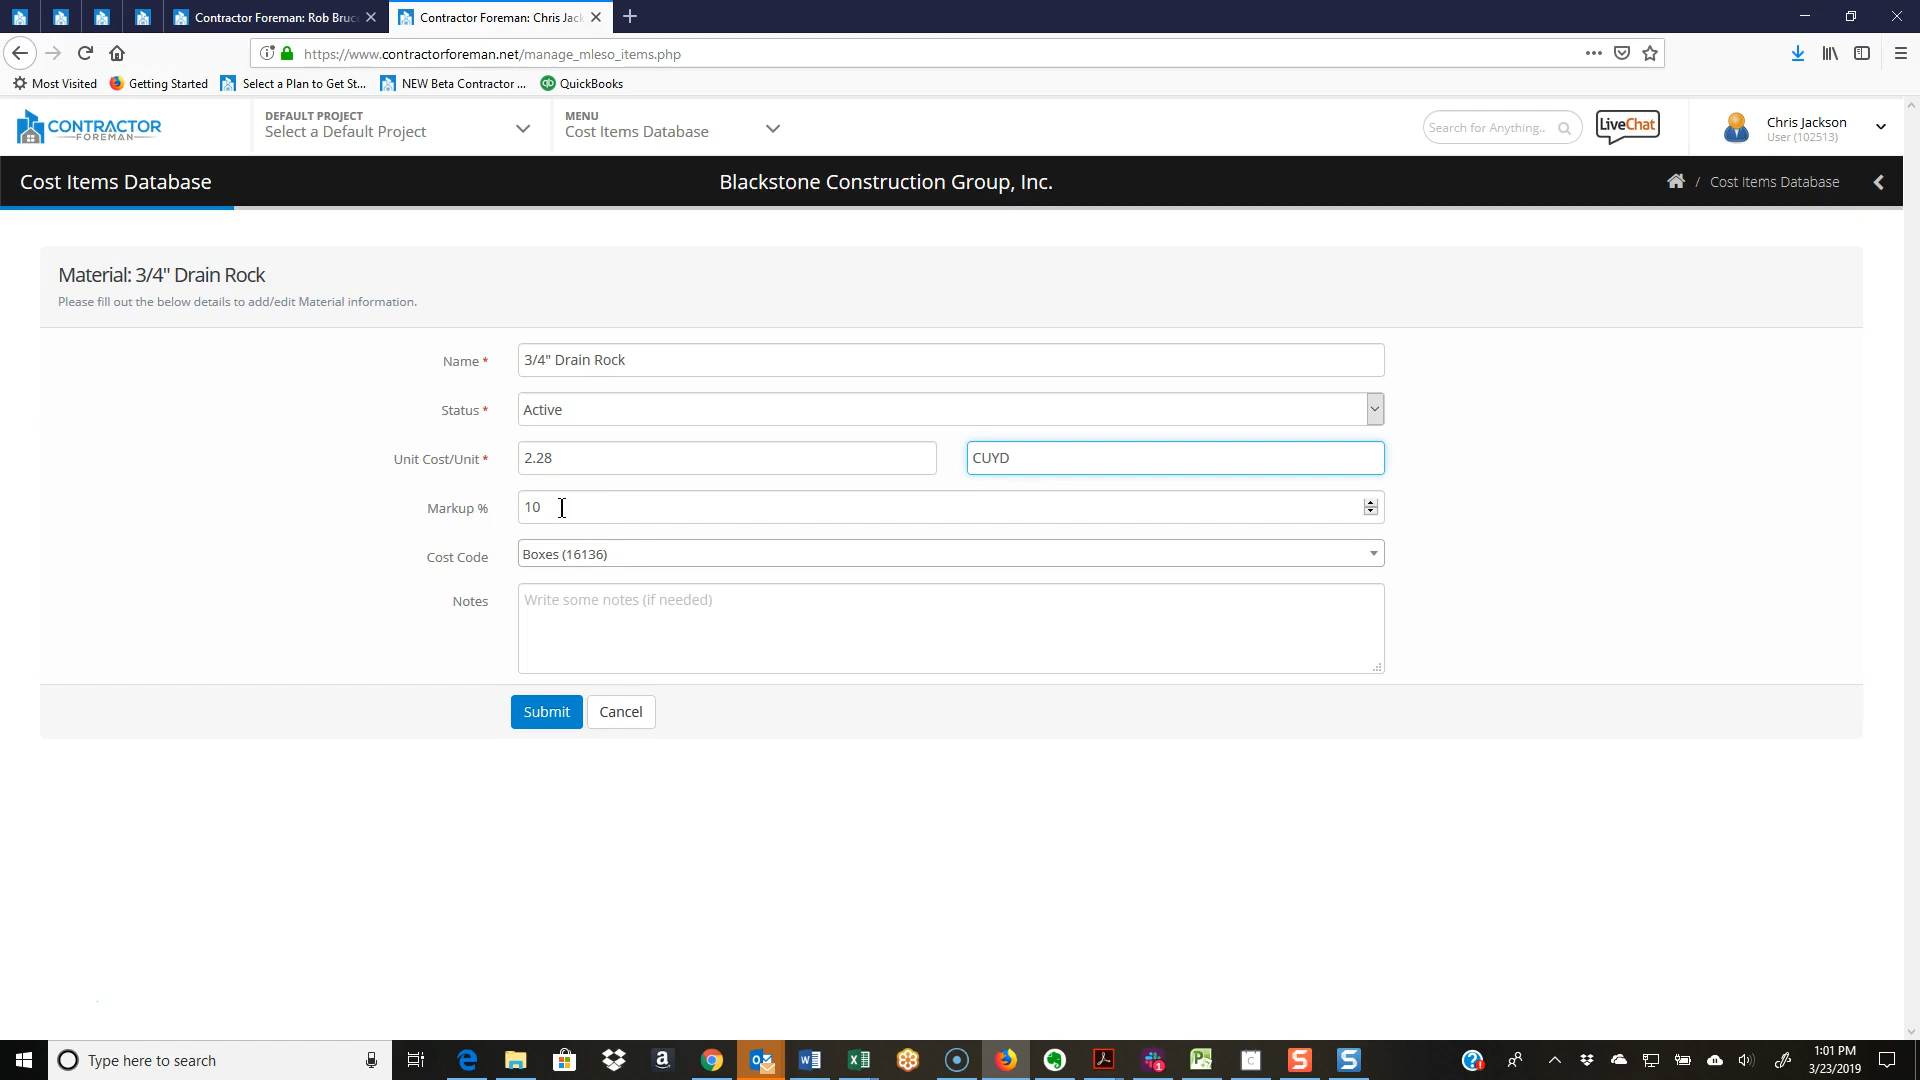 Contractor Foreman: Rob Bruc
Contractor Foreman: Chris Jack
https://www.contractorforeman.net/manage_mleso_items.php
Most Visited
Getting Started
Select a Plan to Get St...
NEW Beta Contractor ...
QuickBooks
CONTRACTOR
FOREMAN
DEFAULT PROJECT
Select a Default Project
MENU
Cost Items Database
Search for Anything..
LiveChat
Chris Jackson
User (102513)
Cost Items Database
Blackstone Construction Group, Inc.
/ Cost Items Database
Material: 3/4" Drain Rock
Please fill out the below details to add/edit Material information.
Name *
3/4" Drain Rock
Status *
Active
Unit Cost/Unit *
2.28
CUYD
Markup %
10
Cost Code
Boxes (16136)
Notes
Write some notes (if needed)
Submit
Cancel
Type here to search
1:01 PM
3/23/2019